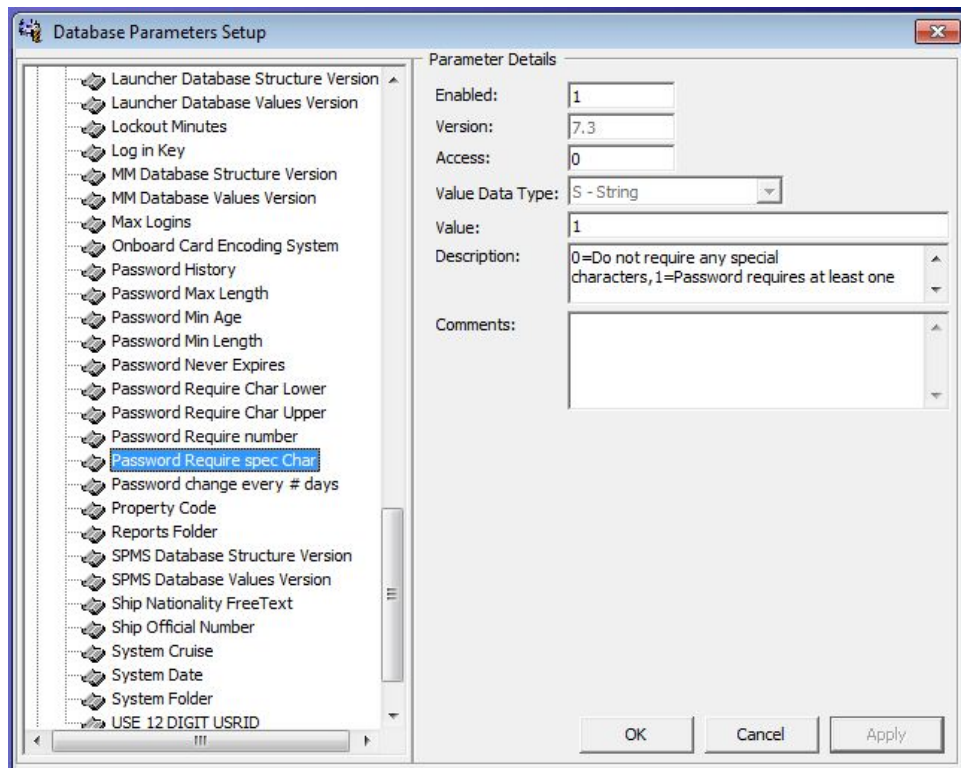 Database Parameters Setup
Launcher Database Structure Version
Launcher Database Values Version
Lockout Minutes
Log in Key
MM Database Structure Version
MM Database Values Version
Max Logins
Onboard Card Encoding System
Password History
Password Max Length
Password Min Age
Password Min Length
Password Never Expires
Password Require Char Lower
Password Require Char Upper
Password Require number
Password Require spec Char
Password change every # days
Property Code
Reports Folder
SPMS Database Structure Version
SPMS Database Values Version
Ship Nationality FreeText
Ship Official Number
System Cruise
System Date
System Folder
USE 12 DIGIT USRID
Parameter Details
Enabled: 1
Version: 7.3
Access: 0
Value Data Type: S - String
Value: 1
Description: 0=Do not require any special
characters,1=Password requires at least one
Comments:
OK Cancel Apply